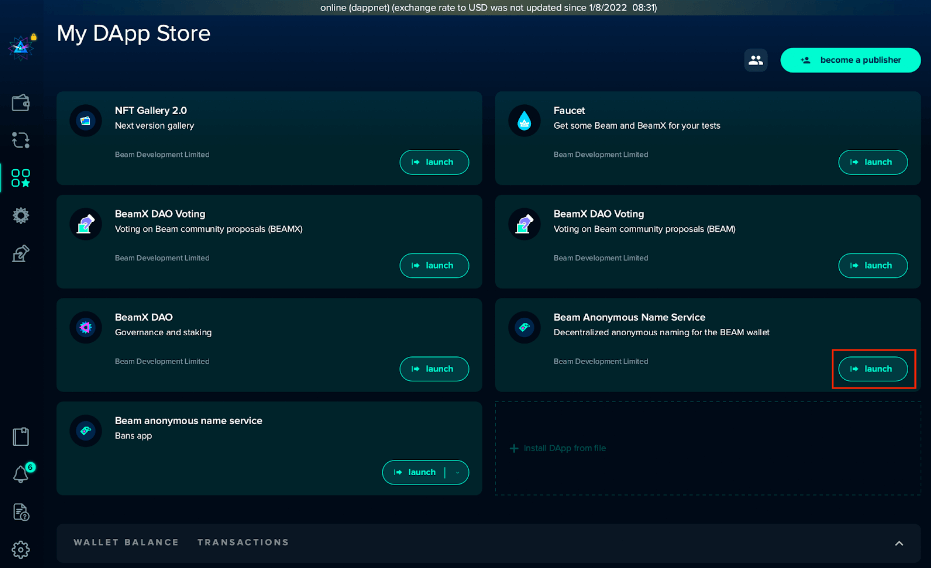 online (dappnet) (exchange rate to USD was not updated since 1/8/2022 08:31)
My DApp Store
become a publisher
NFT Gallery 2.0
Next version gallery
Beam Development Limited
launch
Faucet
Get some Beam and BeamX for your tests
Beam Development Limited
launch
BeamX DAO Voting
Voting on Beam community proposals (BEAMX)
Beam Development Limited
launch
BeamX DAO Voting
Voting on Beam community proposals (BEAM)
Beam Development Limited
launch
BeamX DAO
Governance and staking
Beam Development Limited
launch
Beam Anonymous Name Service
Decentralized anonymous naming for the BEAM wallet
Beam Development Limited
launch
Beam anonymous name service
Bans app
launch
Install DApp from file
6
WALLET BALANCE TRANSACTIONS